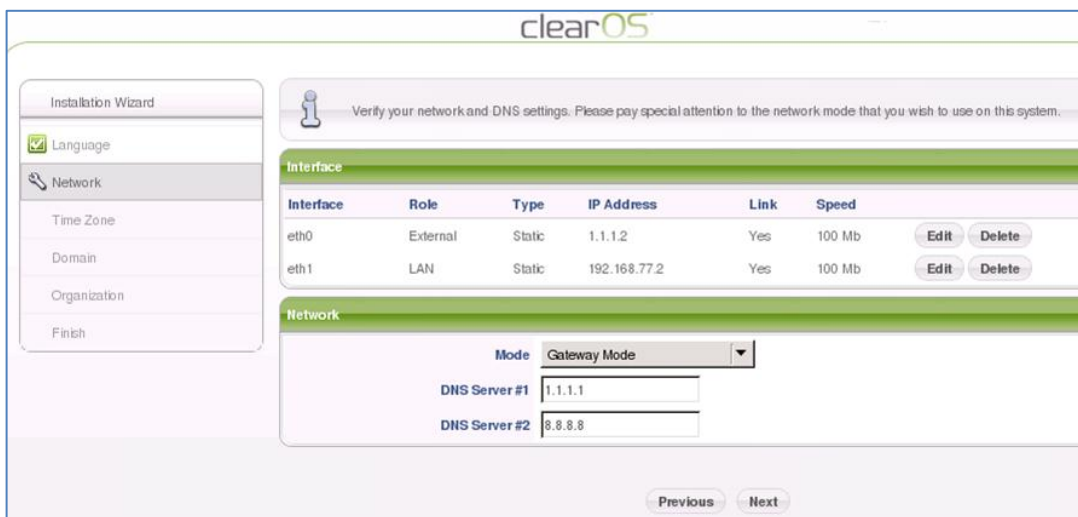 clearOS
Installation Wizard
Language
Network
Time Zone
Domain
Organization
Finish
Verify your network and DNS settings. Please pay special attention to the network mode that you wish to use on this system.
Interface
Interface Role Type IP Address Link Speed
eth0 External Static 1.1.1.2 Yes 100 Mb Edit Delete
eth1 LAN Static 192.168.77.2 Yes 100 Mb Edit Delete
Network
Mode Gateway Mode
DNS Server #1 1.1.1.1
DNS Server #2 8.8.8.8
Previous Next